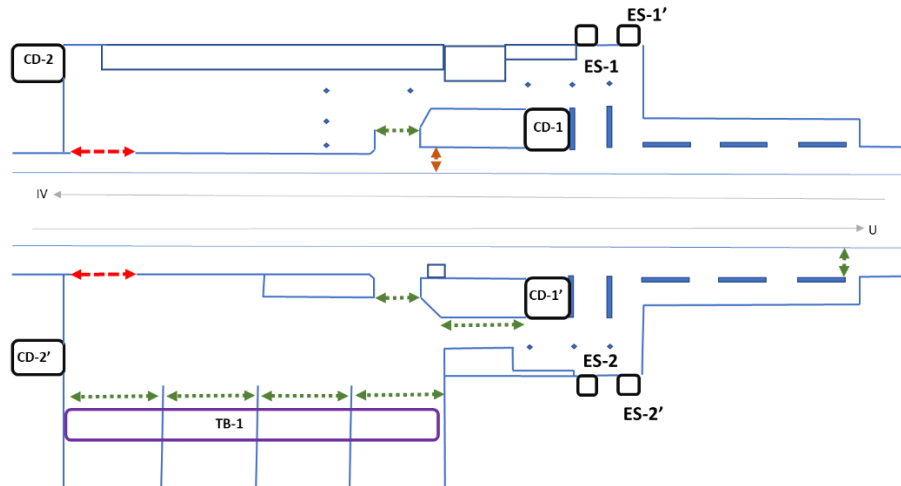 ES-1’
CD-2
ES-1
CD-1
IV
U
CD-1’
CD-2’
ES-2
ES-2’
TB-1